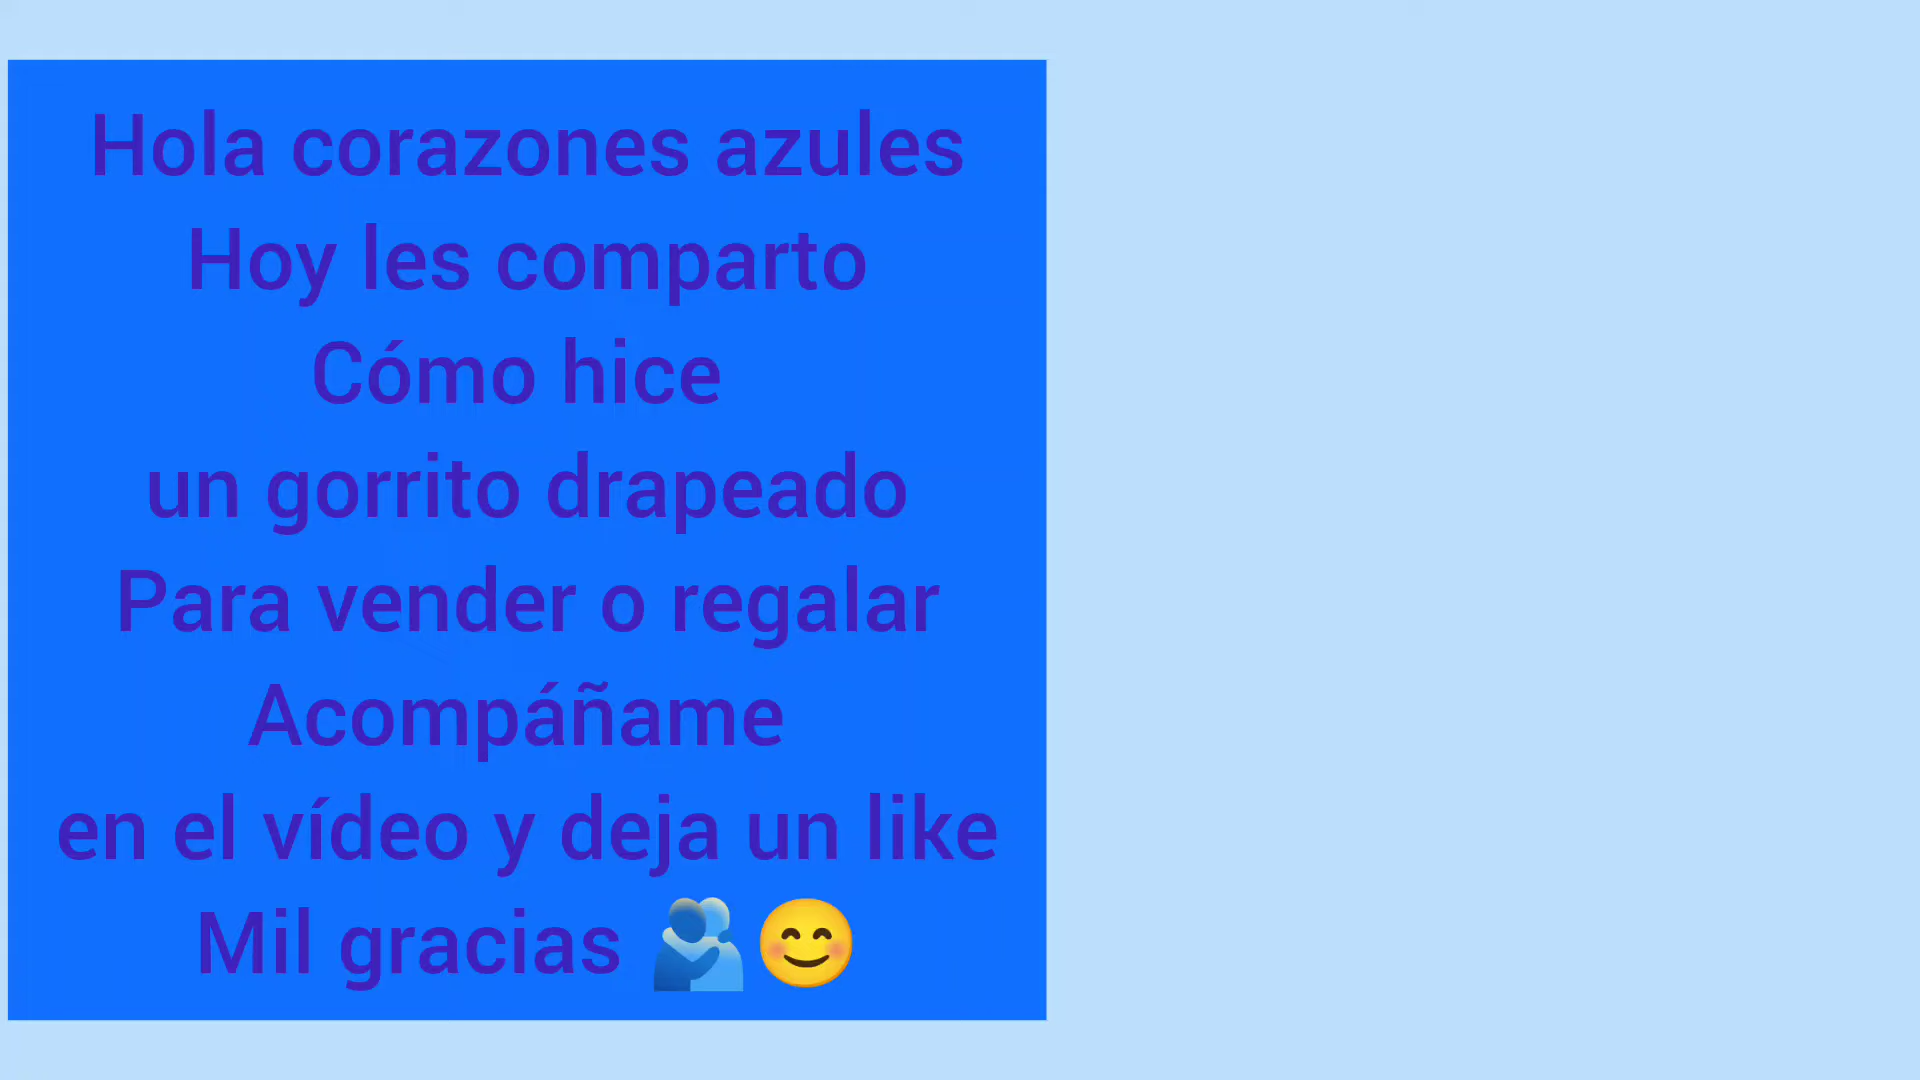 Hola corazones azules
Hoy les comparto
Cómo hice
un gorrito drapeado
Para vender o regalar
Acompáñame
en el vídeo y deja un like
Mil gracias 🫂😊